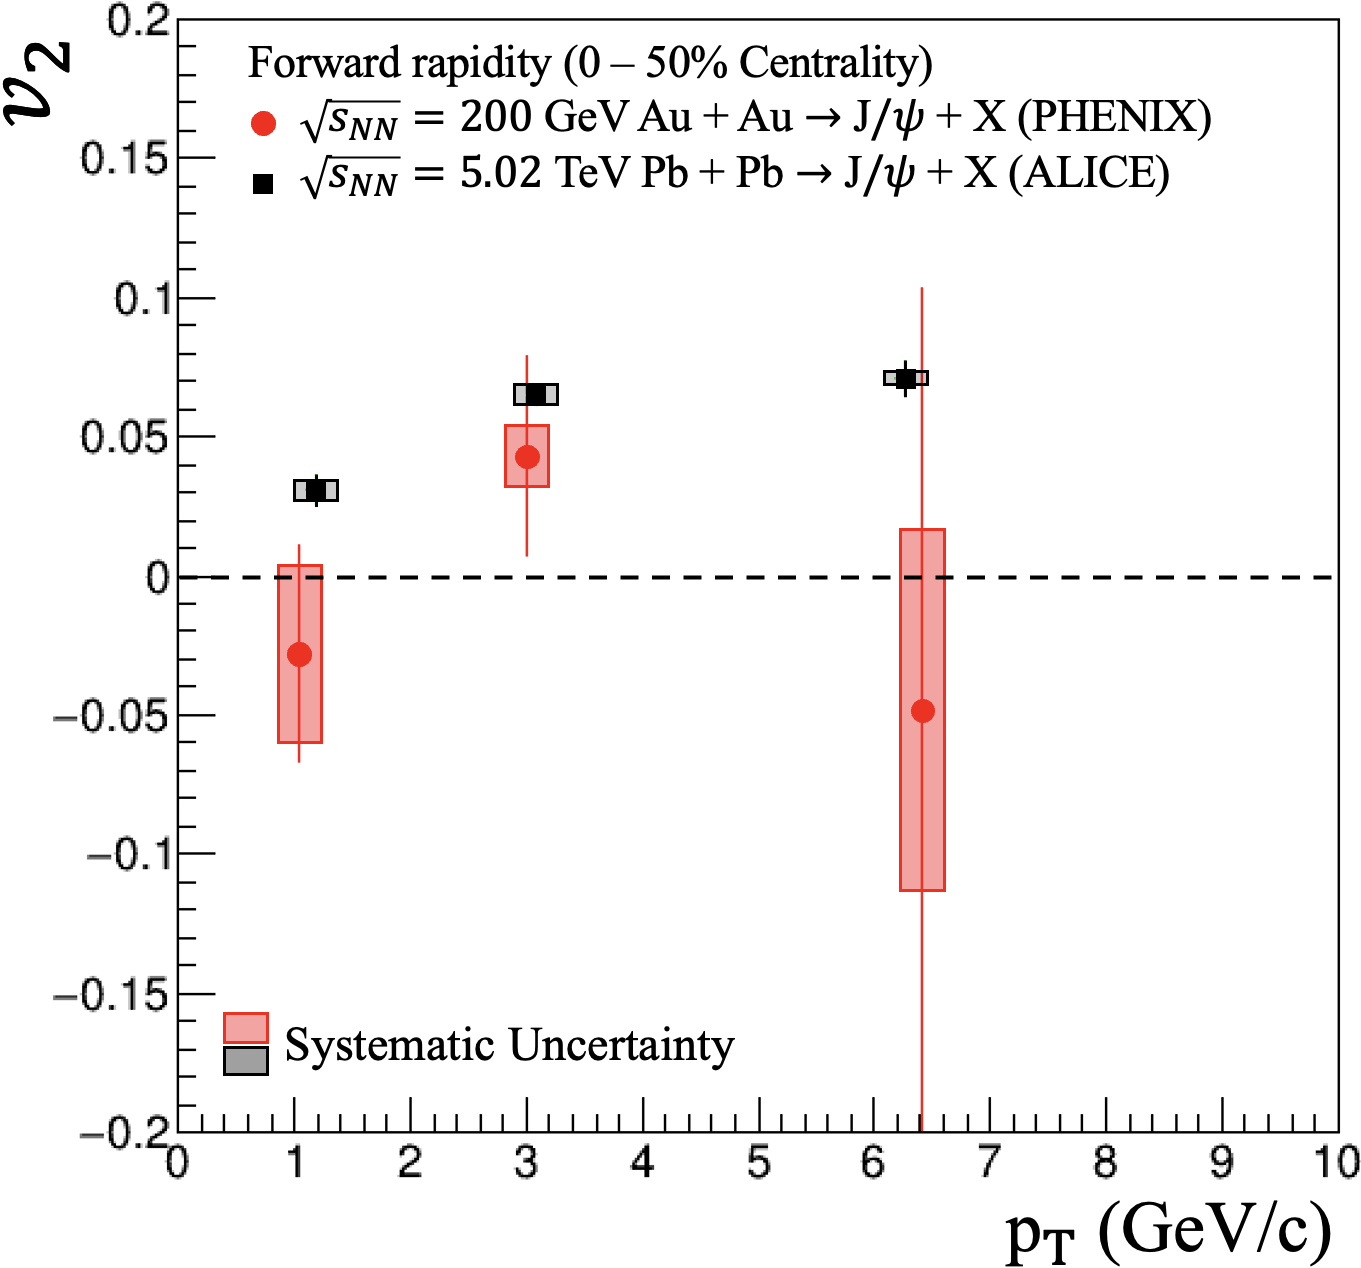 v2
0.2
0.15
0.1
0.05
0
−0.05
−0.1
−0.15
−0.2
Forward rapidity (0 – 50% Centrality)
√sNN = 200 GeV Au + Au → J/ψ + X (PHENIX)
√sNN = 5.02 TeV Pb + Pb → J/ψ + X (ALICE)
Systematic Uncertainty
0 1 2 3 4 5 6 7 8 9 10
pT (GeV/c)